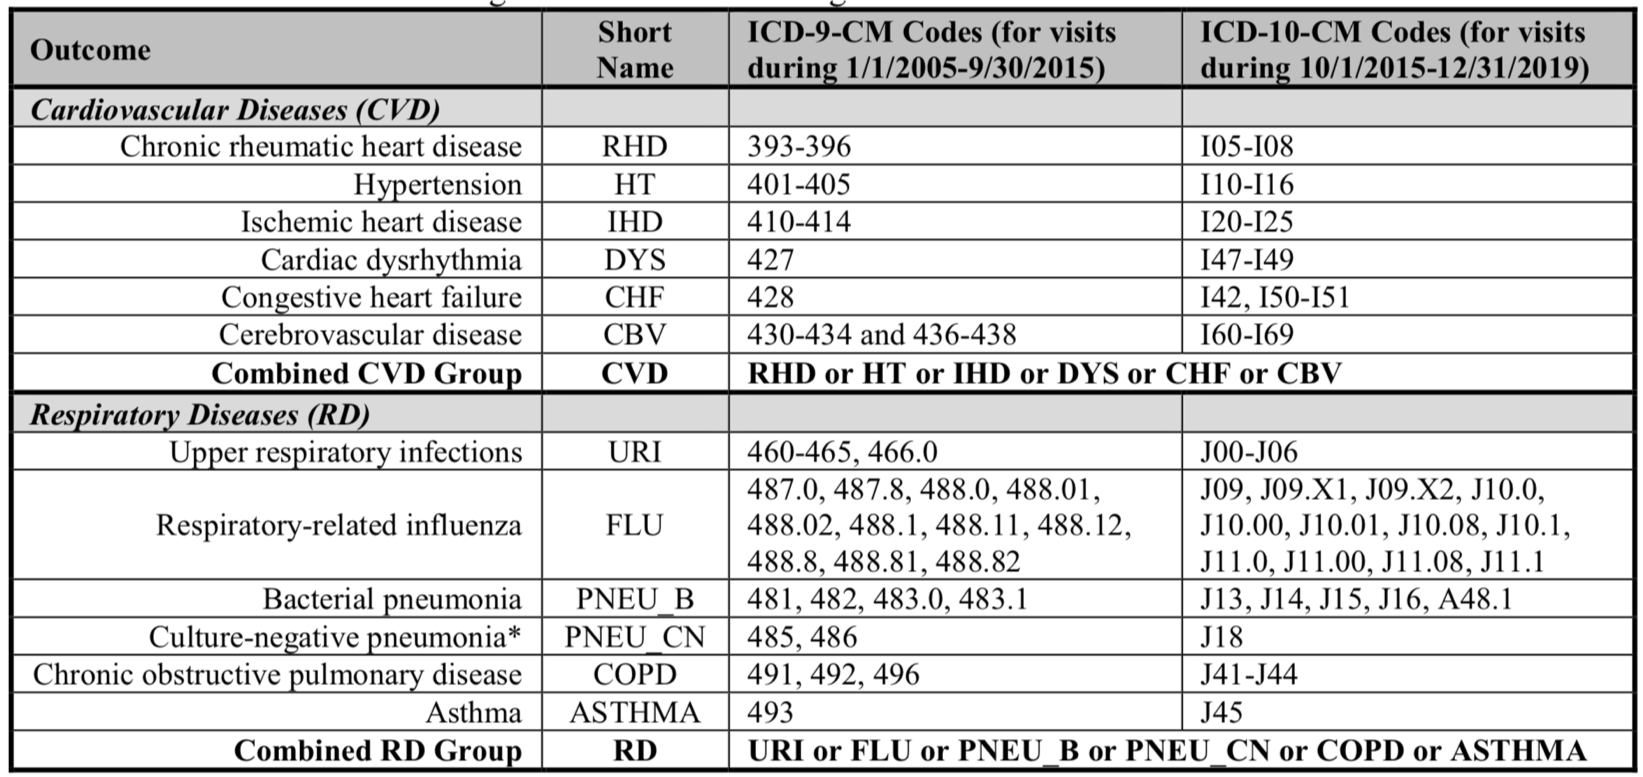 Outcome Short Name ICD-9-CM Codes (for visits during 1/1/2005-9/30/2015) ICD-10-CM Codes (for visits during 10/1/2015-12/31/2019)
Cardiovascular Diseases (CVD)
Chronic rheumatic heart disease RHD 393-396 I05-I08
Hypertension HT 401-405 I10-I16
Ischemic heart disease IHD 410-414 I20-I25
Cardiac dysrhythmia DYS 427 I47-I49
Congestive heart failure CHF 428 I42, I50-I51
Cerebrovascular disease CBV 430-434 and 436-438 I60-I69
Combined CVD Group CVD RHD or HT or IHD or DYS or CHF or CBV
Respiratory Diseases (RD)
Upper respiratory infections URI 460-465, 466.0 J00-J06
Respiratory-related influenza FLU 487.0, 487.8, 488.0, 488.01, 488.02, 488.1, 488.11, 488.12, 488.8, 488.81, 488.82 J09, J09.X1, J09.X2, J10.0, J10.00, J10.01, J10.08, J10.1, J11.0, J11.00, J11.08, J11.1
Bacterial pneumonia PNEU_B 481, 482, 483.0, 483.1 J13, J14, J15, J16, A48.1
Culture-negative pneumonia* PNEU_CN 485, 486 J18
Chronic obstructive pulmonary disease COPD 491, 492, 496 J41-J44
Asthma ASTHMA 493 J45
Combined RD Group RD URI or FLU or PNEU_B or PNEU_CN or COPD or ASTHMA